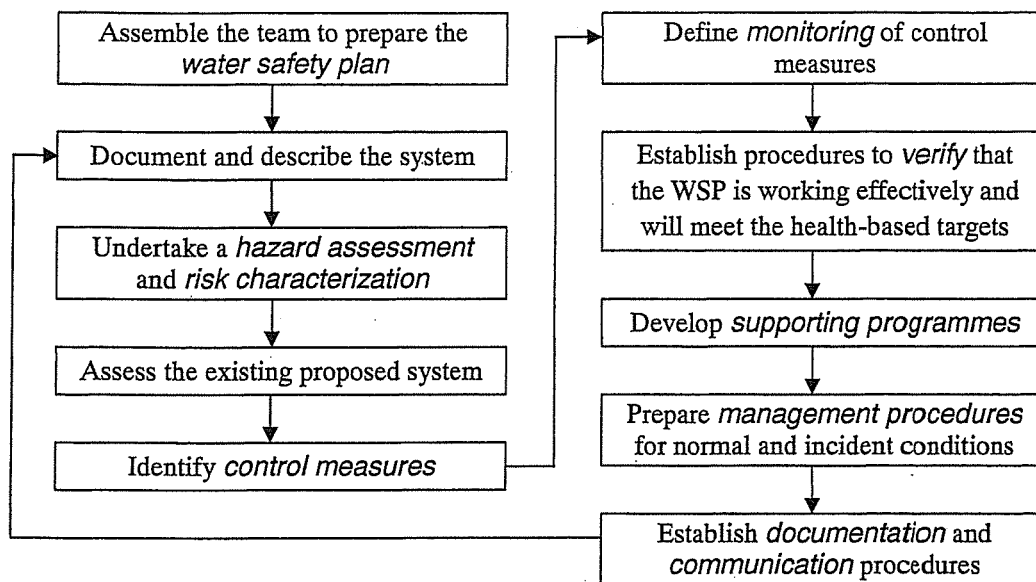 Assemble the team to prepare the
water safety plan
Document and describe the system
Undertake a hazard assessment
and risk characterization
Assess the existing proposed system
Identify control measures
Define monitoring of control
measures
Establish procedures to verify that
the WSP is working effectively and
will meet the health-based targets
Develop supporting programmes
Prepare management procedures
for normal and incident conditions
Establish documentation and
communication procedures